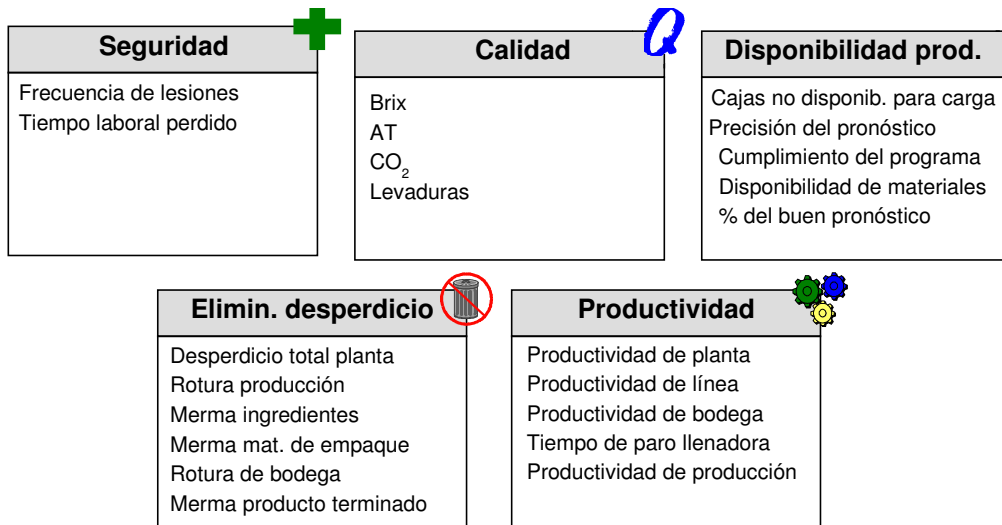 Seguridad
Frecuencia de lesiones
Tiempo laboral perdido
Calidad
Q
Brix
AT
CO₂
Levaduras
Disponibilidad prod.
Cajas no disponib. para carga
Precisión del pronóstico
Cumplimiento del programa
Disponibilidad de materiales
% del buen pronóstico
Elimin. desperdicio
Desperdicio total planta
Rotura producción
Merma ingredientes
Merma mat. de empaque
Rotura de bodega
Merma producto terminado
Productividad
Productividad de planta
Productividad de línea
Productividad de bodega
Tiempo de paro llenadora
Productividad de producción